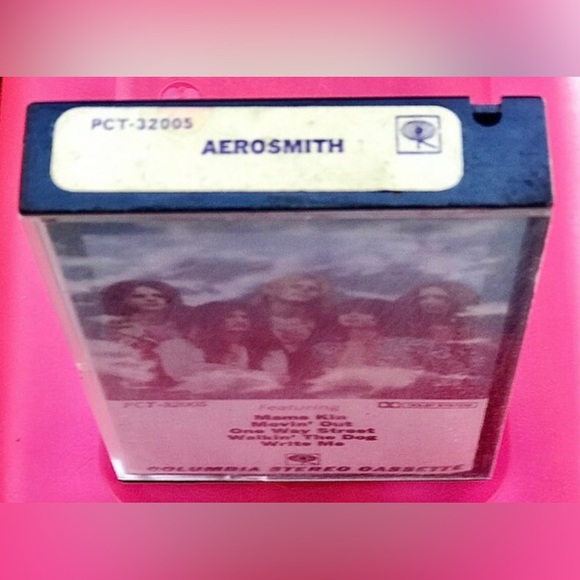 PCT-32005
AEROSMITH
PCT-32005
Featuring
Mama Kin
Movin' Out
One Way Street
Walkin' The Dog
Write Me
COLUMBIA STEREO CASSETTE